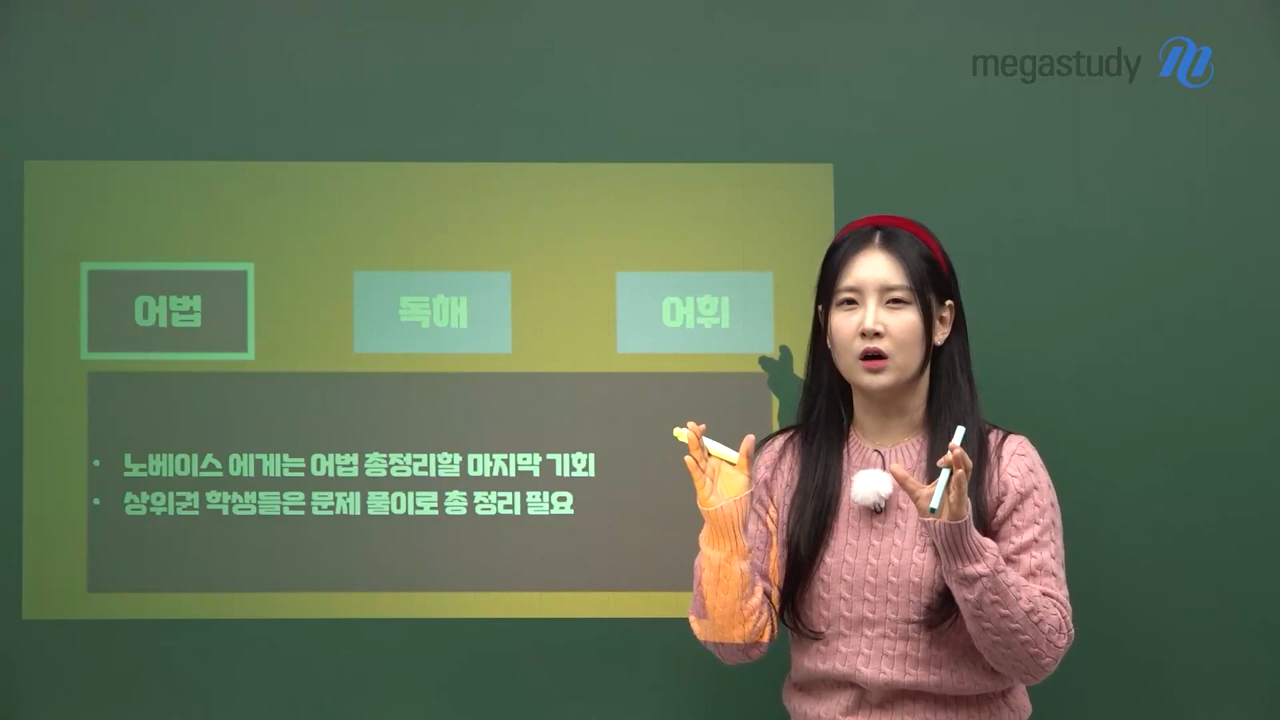 megastudy
어법
독해
어휘
• 노베이스 에게는 어법 총정리할 마지막 기회
• 상위권 학생들은 문제 풀이로 총 정리 필요